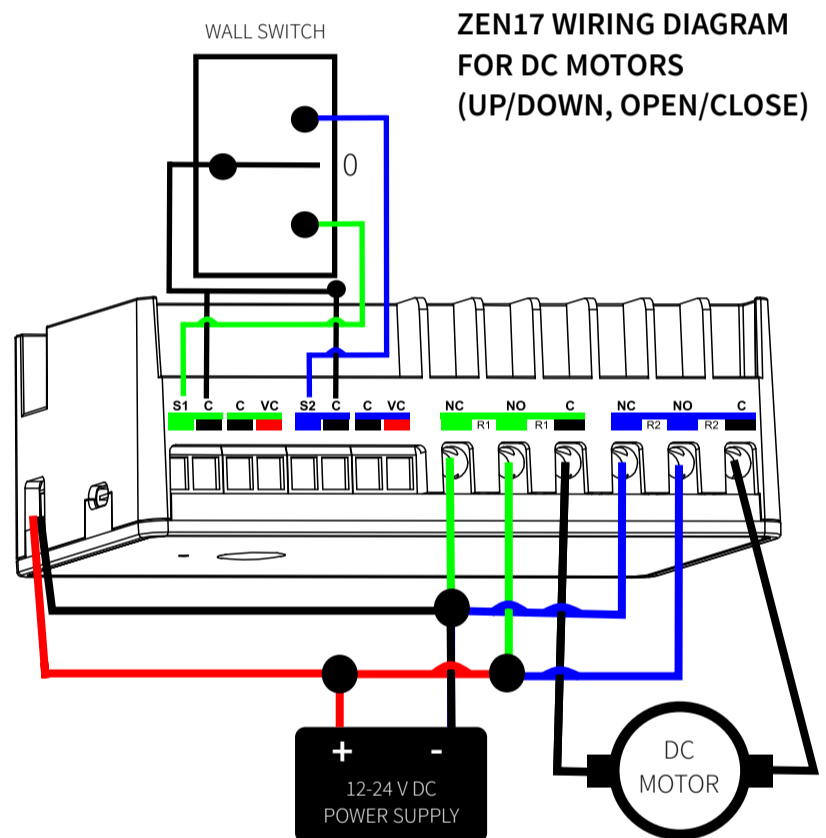 WALL SWITCH
ZEN17 WIRING DIAGRAM
FOR DC MOTORS
(UP/DOWN, OPEN/CLOSE)
0
S1 C C VC S2 C C VC NC NO C NC NO C
R1 R1 R2 R2
+ -
12-24 V DC
POWER SUPPLY
DC
MOTOR